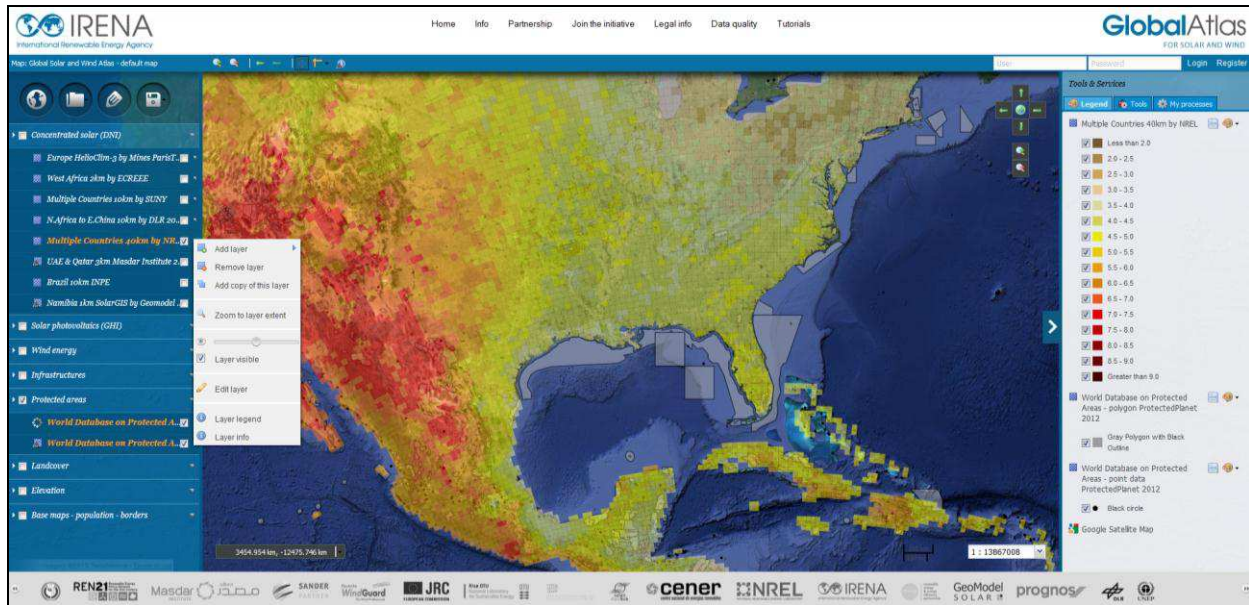 IRENA
International Renewable Energy Agency
Home Info Partnership Join the initiative Legal info Data quality Tutorials
GlobalAtlas
FOR SOLAR AND WIND
Map: Global Solar and Wind Atlas - default map
User Password Login Register
Concentrated solar (DNI)
Europe HelioClim-3 by Mines ParisT..
West Africa 2km by ECREEE
Multiple Countries 10km by SUNY
N.Africa to E.China 10km by DLR 20..
Multiple Countries 40km by NR..
UAE & Qatar 3km Masdar Institute 2.
Brazil 10km INPE
Namibia 1km SolarGIS by Geomodel ..
Solar photovoltaics (GHI)
Wind energy
Infrastructures
Protected areas
World Database on Protected A..
World Database on Protected A..
Landcover
Elevation
Base maps - population - borders
Add layer
Remove layer
Add copy of this layer
Zoom to layer extent
Layer visible
Edit layer
Layer legend
Layer info
3454.954 km, -12475.746 km
1 : 13867008
Tools & Services
Legend Tools My processes
Multiple Countries 40km by NREL
Less than 2.0
2.0 - 2.5
2.5 - 3.0
3.0 - 3.5
3.5 - 4.0
4.0 - 4.5
4.5 - 5.0
5.0 - 5.5
5.5 - 6.0
6.0 - 6.5
6.5 - 7.0
7.0 - 7.5
7.5 - 8.0
8.0 - 8.5
8.5 - 9.0
Greater than 9.0
World Database on Protected
Areas - polygon ProtectedPlanet
2012
Gray Polygon with Black
Outline
World Database on Protected
Areas - point data
ProtectedPlanet 2012
Black circle
Google Satellite Map
REN21 Masdar مصدر SANDER PARTNER WindGuard JRC EUROPEAN COMMISSION cener NREL IRENA GeoModel SOLAR prognos DLR UNEP